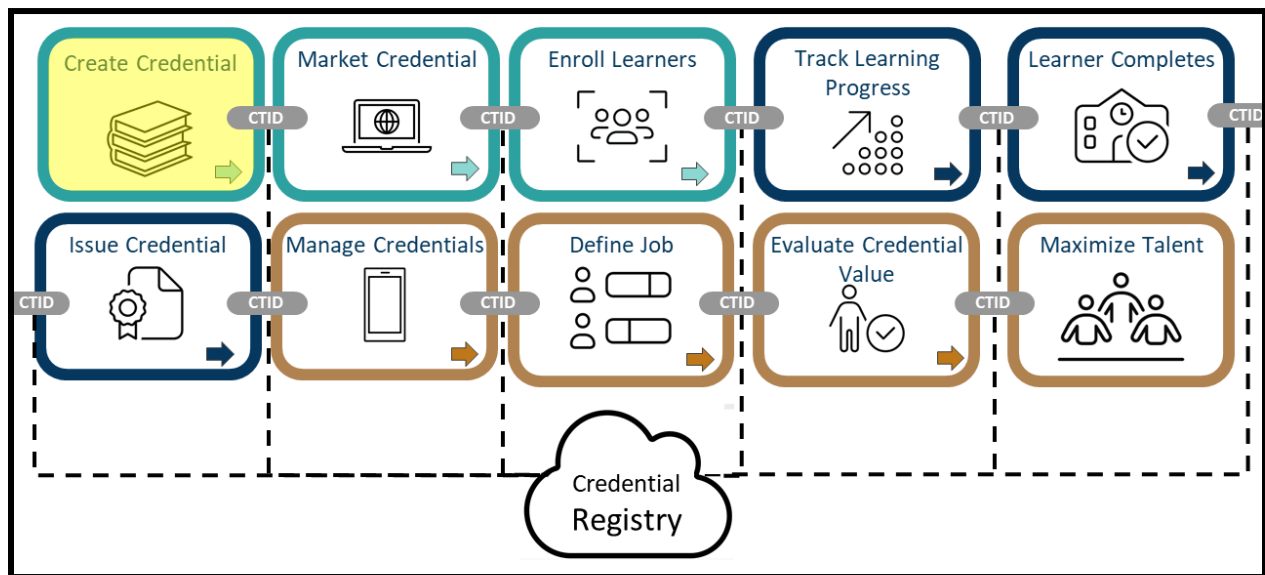 Create Credential
Market Credential
Enroll Learners
Track Learning
Progress
Learner Completes
CTID
CTID
CTID
CTID
CTID
Issue Credential
Manage Credentials
Define Job
Evaluate Credential
Value
Maximize Talent
CTID
CTID
CTID
CTID
CTID
Credential
Registry